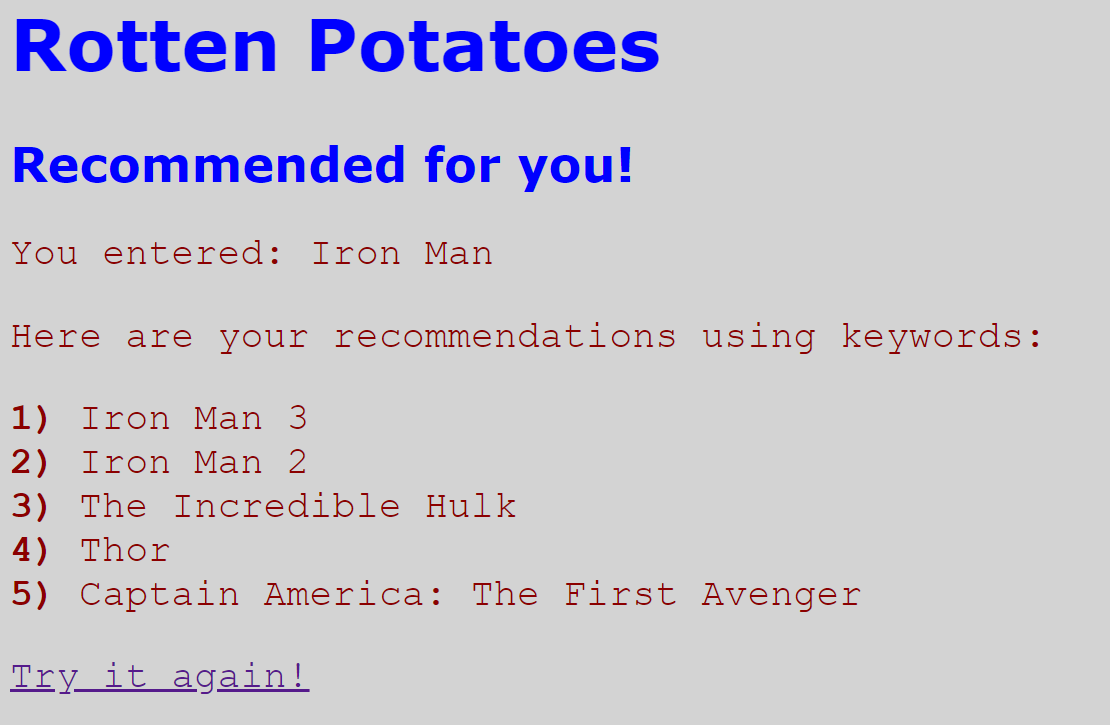 Rotten Potatoes
Recommended for you!
You entered: Iron Man
Here are your recommendations using keywords:
1) Iron Man 3
2) Iron Man 2
3) The Incredible Hulk
4) Thor
5) Captain America: The First Avenger
Try it again!